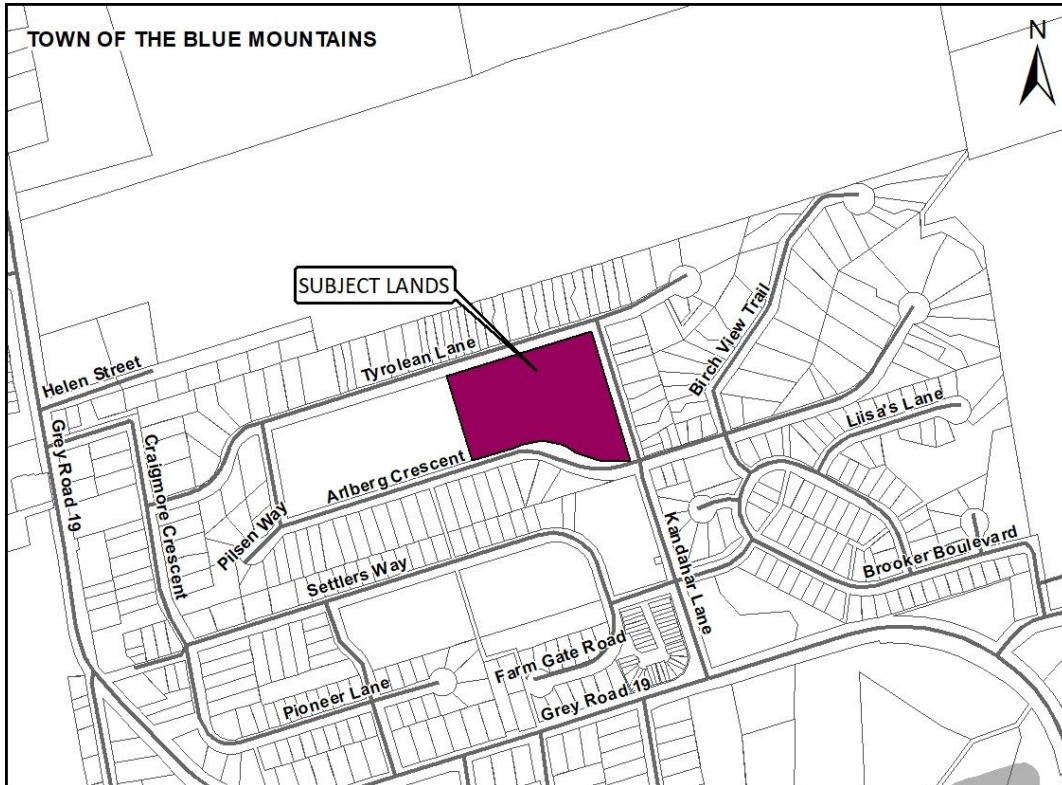 TOWN OF THE BLUE MOUNTAINS
N
SUBJECT LANDS
Birch View Trail
Tyrolean Lane
Helen Street
Liisa's Lane
Craigmore Crescent
Grey Road 19
Arlberg Crescent
Pilsen Way
Kandahar Lane
Settlers Way
Brooker Boulevard
Farm Gate Road
Pioneer Lane
Grey Road 19